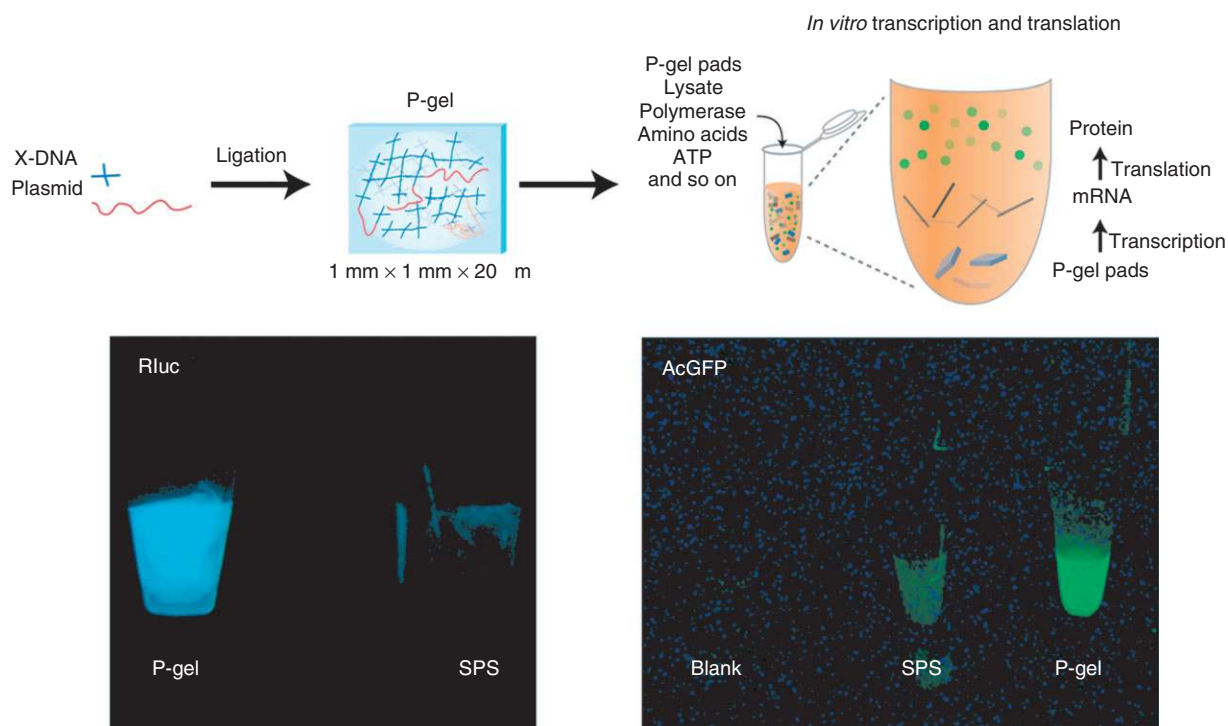 In vitro transcription and translation
X-DNA
Plasmid
Ligation
P-gel
1 mm × 1 mm × 20 m
P-gel pads
Lysate
Polymerase
Amino acids
ATP
and so on
Protein
Translation
mRNA
Transcription
P-gel pads
Rluc
P-gel
SPS
AcGFP
Blank
SPS
P-gel